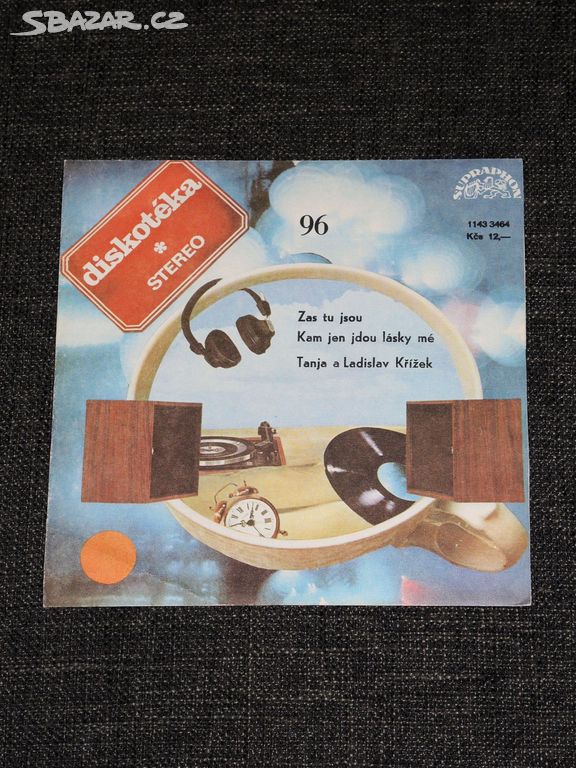 SBAZAR.CZ
diskotéka
*
STEREO
96
SUPRAPHON
1143 3464
Kčs 12,—
Zas tu jsou
Kam jen jdou lásky mé
Tanja a Ladislav Křížek